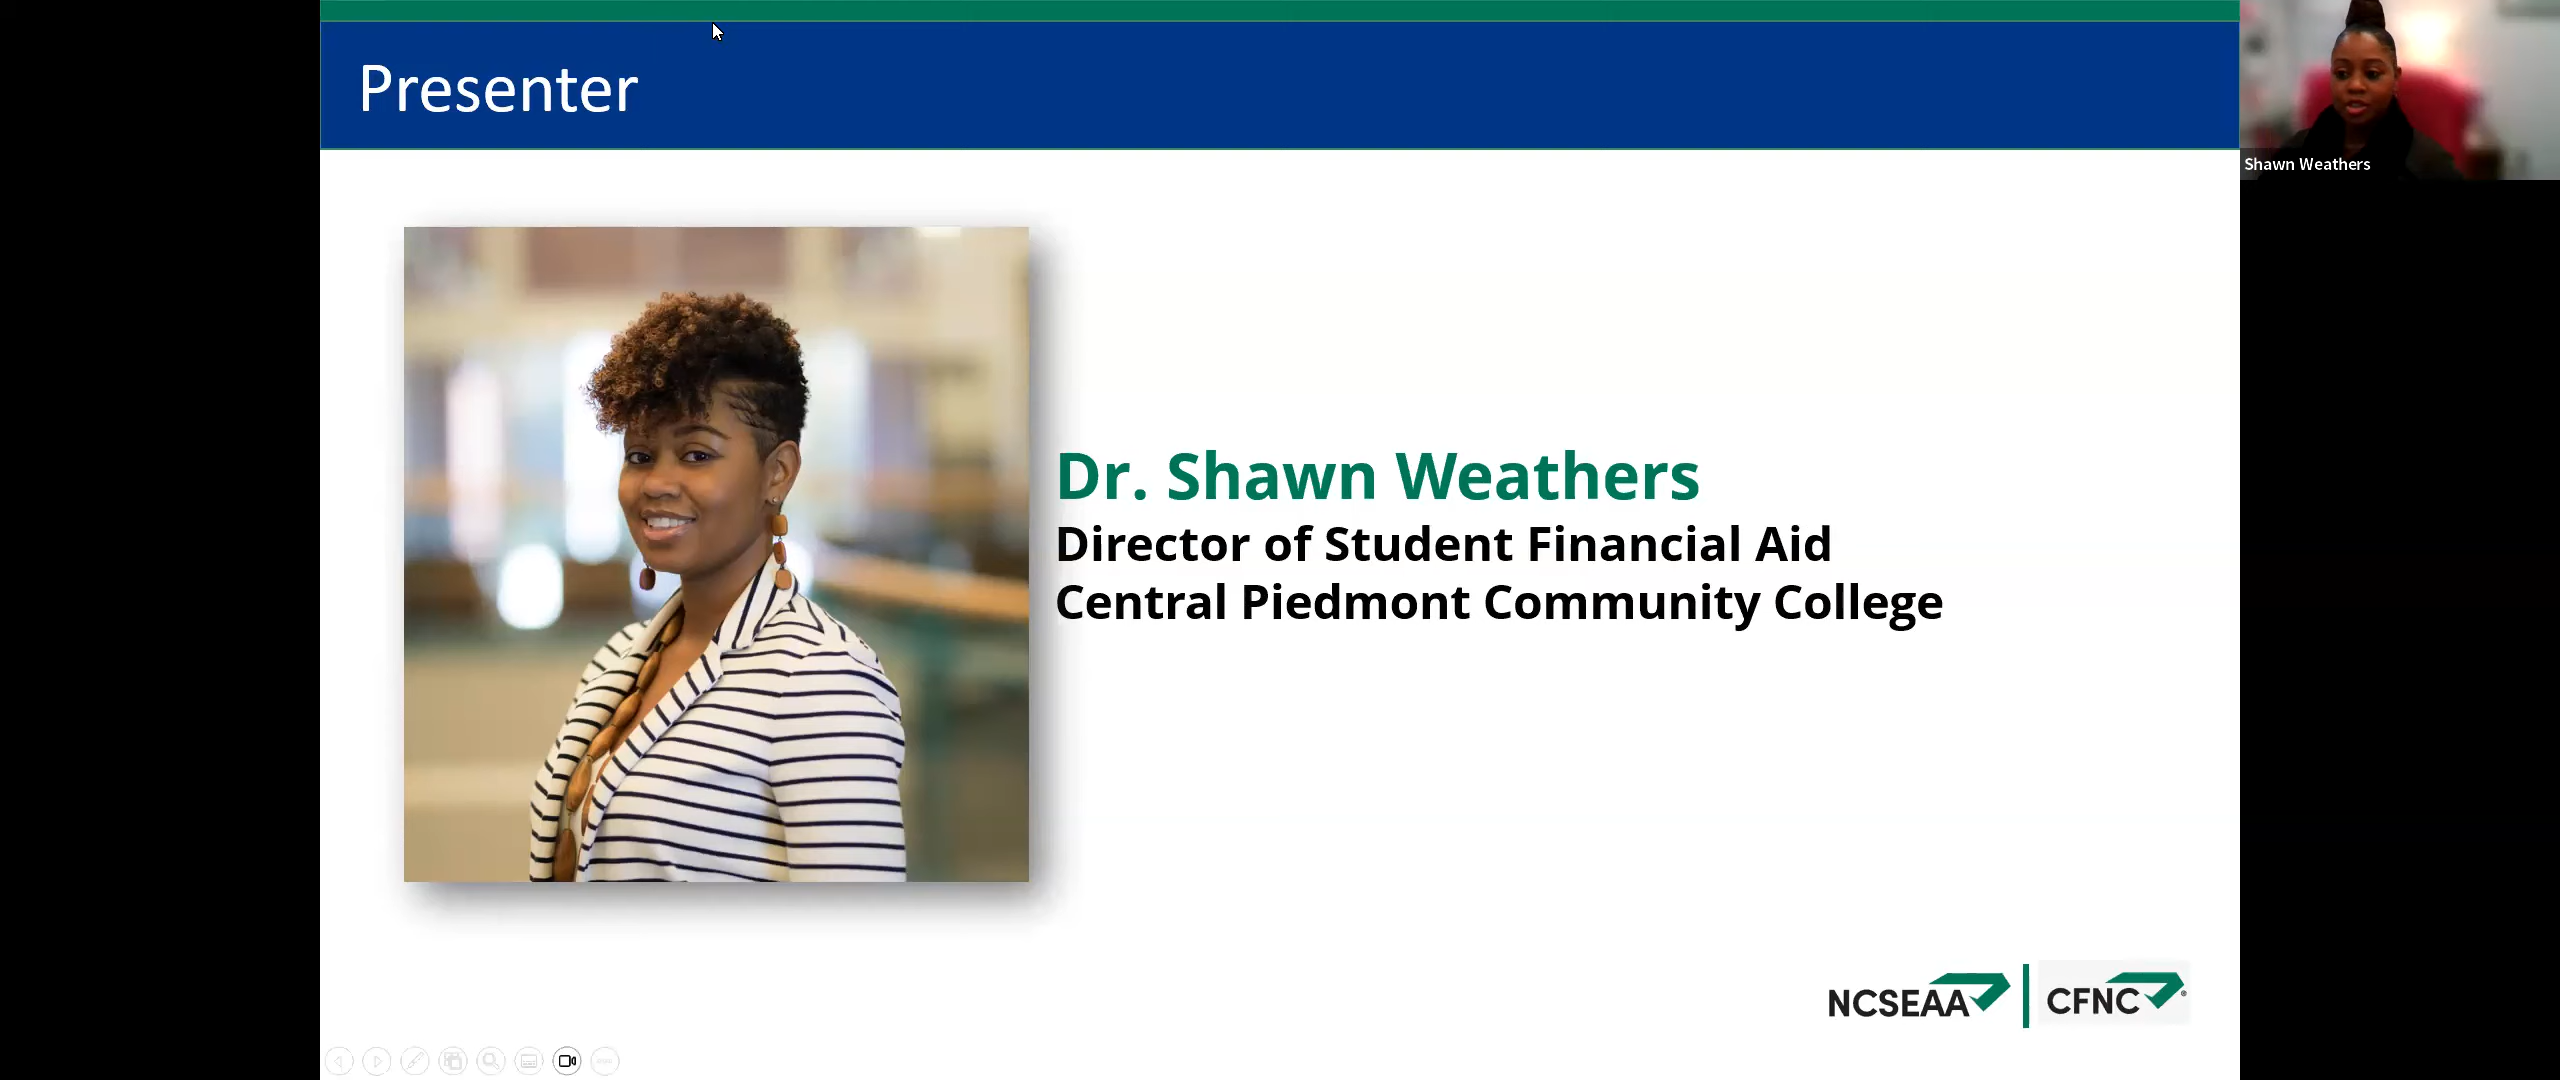 Presenter
Shawn Weathers
Dr. Shawn Weathers
Director of Student Financial Aid
Central Piedmont Community College
NCSEAA
CFNC